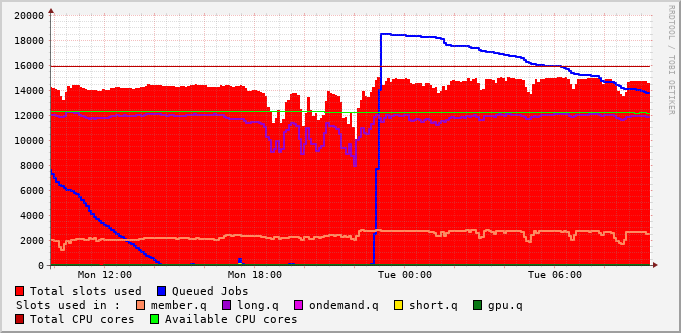 RRDTOOL / TOBI OETIKER
20000
18000
16000
14000
12000
10000
8000
6000
4000
2000
0
Mon 12:00 Mon 18:00 Tue 00:00 Tue 06:00
Total slots used Queued Jobs
Slots used in : member.q long.q ondemand.q short.q gpu.q
Total CPU cores Available CPU cores